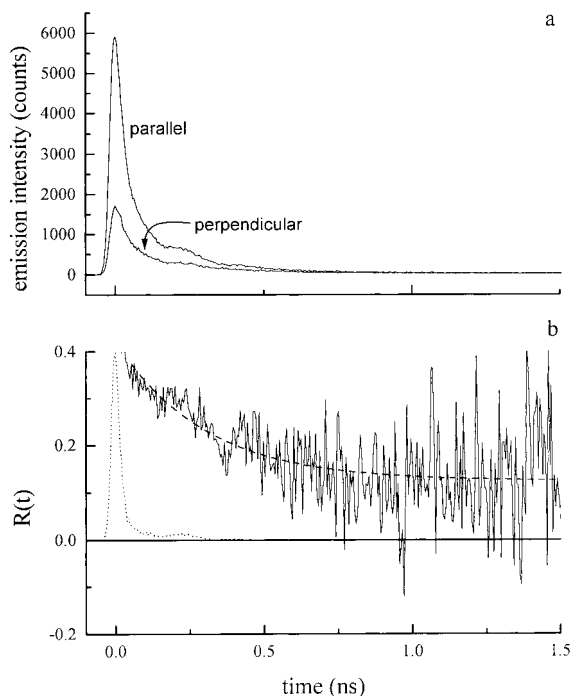 a
emission intensity (counts)
6000
5000
4000
3000
2000
1000
0
parallel
perpendicular
b
R(t)
0.4
0.2
0.0
-0.2
0.0
0.5
1.0
1.5
time (ns)